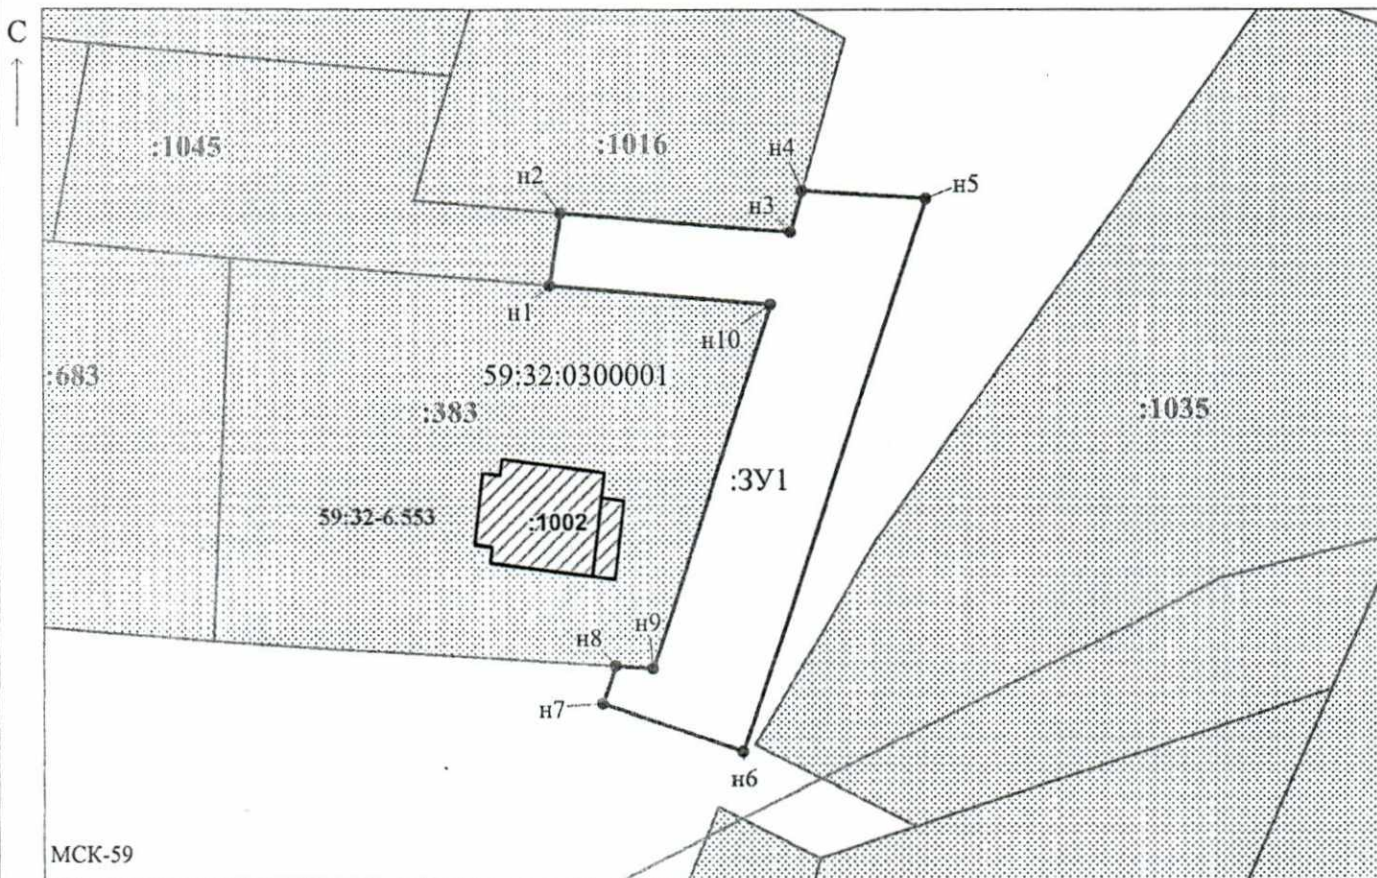 С
:1045
:1016
н4
н2
н5
н3
н1
н10
:683
59:32:0300001
:383
:1035
:ЗУ1
59:32-6.553
:1002
н9
н8
н7
н6
МСК-59